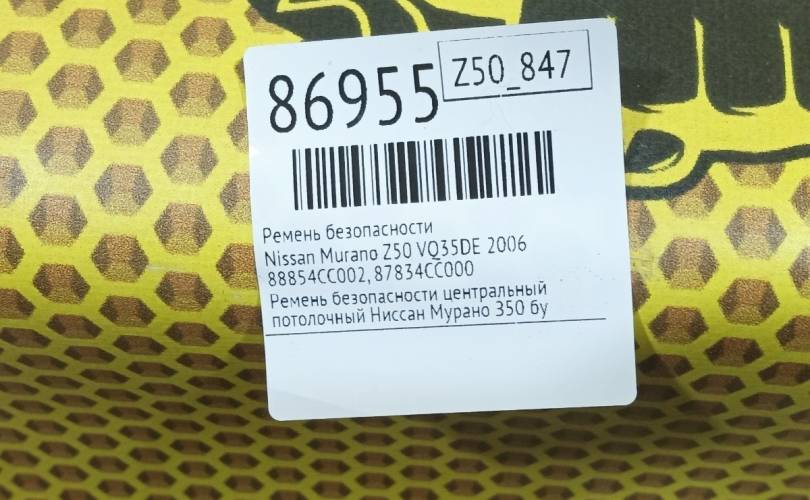 86955
Z50_847
Ремень безопасности
Nissan Murano Z50 VQ35DE 2006
88854CC002, 87834CC000
Ремень безопасности центральный
потолочный Ниссан Мурано 350 бу